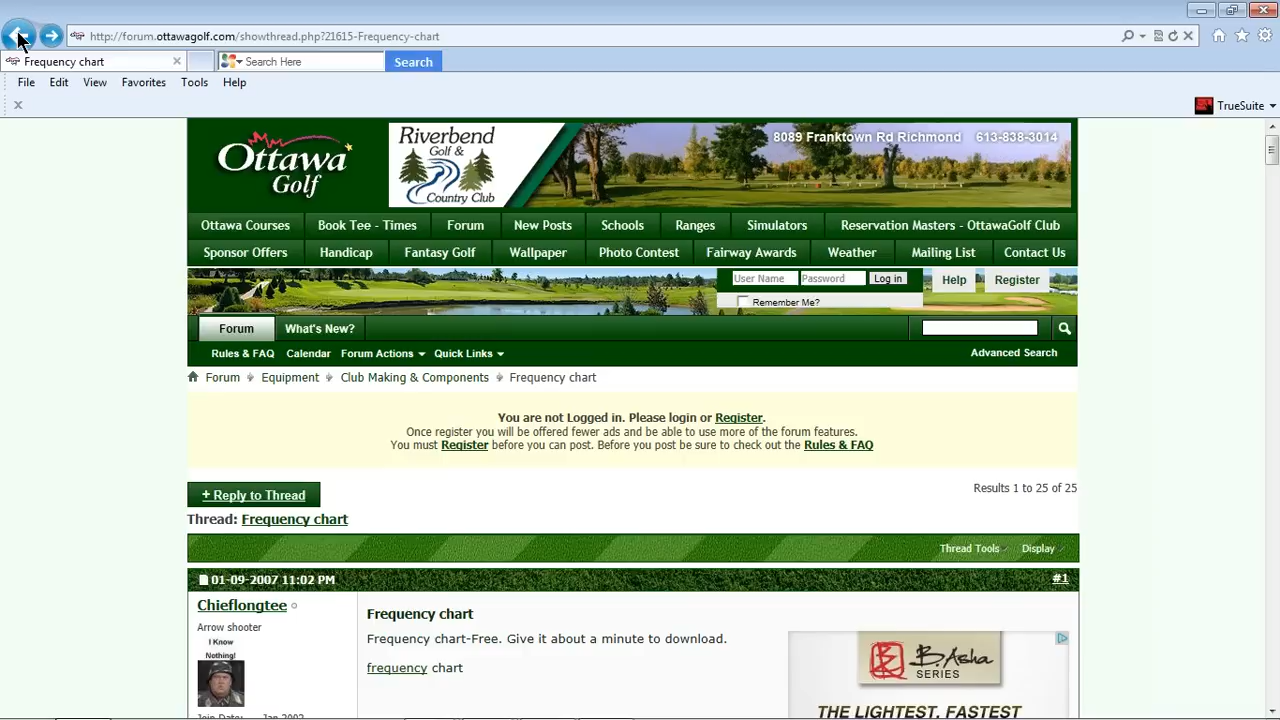 http://forum.ottawagolf.com/showthread.php?21615-Frequency-chart
Frequency chart
Search Here
Search
File Edit View Favorites Tools Help
TrueSuite
Ottawa Golf
Riverbend Golf & Country Club
8089 Franktown Rd Richmond 613-838-3014
Ottawa Courses Book Tee - Times Forum New Posts Schools Ranges Simulators Reservation Masters - OttawaGolf Club
Sponsor Offers Handicap Fantasy Golf Wallpaper Photo Contest Fairway Awards Weather Mailing List Contact Us
User Name Password Log in Help Register
Remember Me?
Forum What's New?
Rules & FAQ Calendar Forum Actions Quick Links Advanced Search
Forum Equipment Club Making & Components Frequency chart
You are not Logged in. Please login or Register.
Once register you will be offered fewer ads and be able to use more of the forum features.
You must Register before you can post. Before you post be sure to check out the Rules & FAQ
+ Reply to Thread
Results 1 to 25 of 25
Thread: Frequency chart
Thread Tools Display
01-09-2007 11:02 PM #1
Chieflongtee
Arrow shooter
I Know
Nothing!
Join Date: Jan 2002
Frequency chart
Frequency chart-Free. Give it about a minute to download.
frequency chart
B.Asha
SERIES
THE LIGHTEST, FASTEST